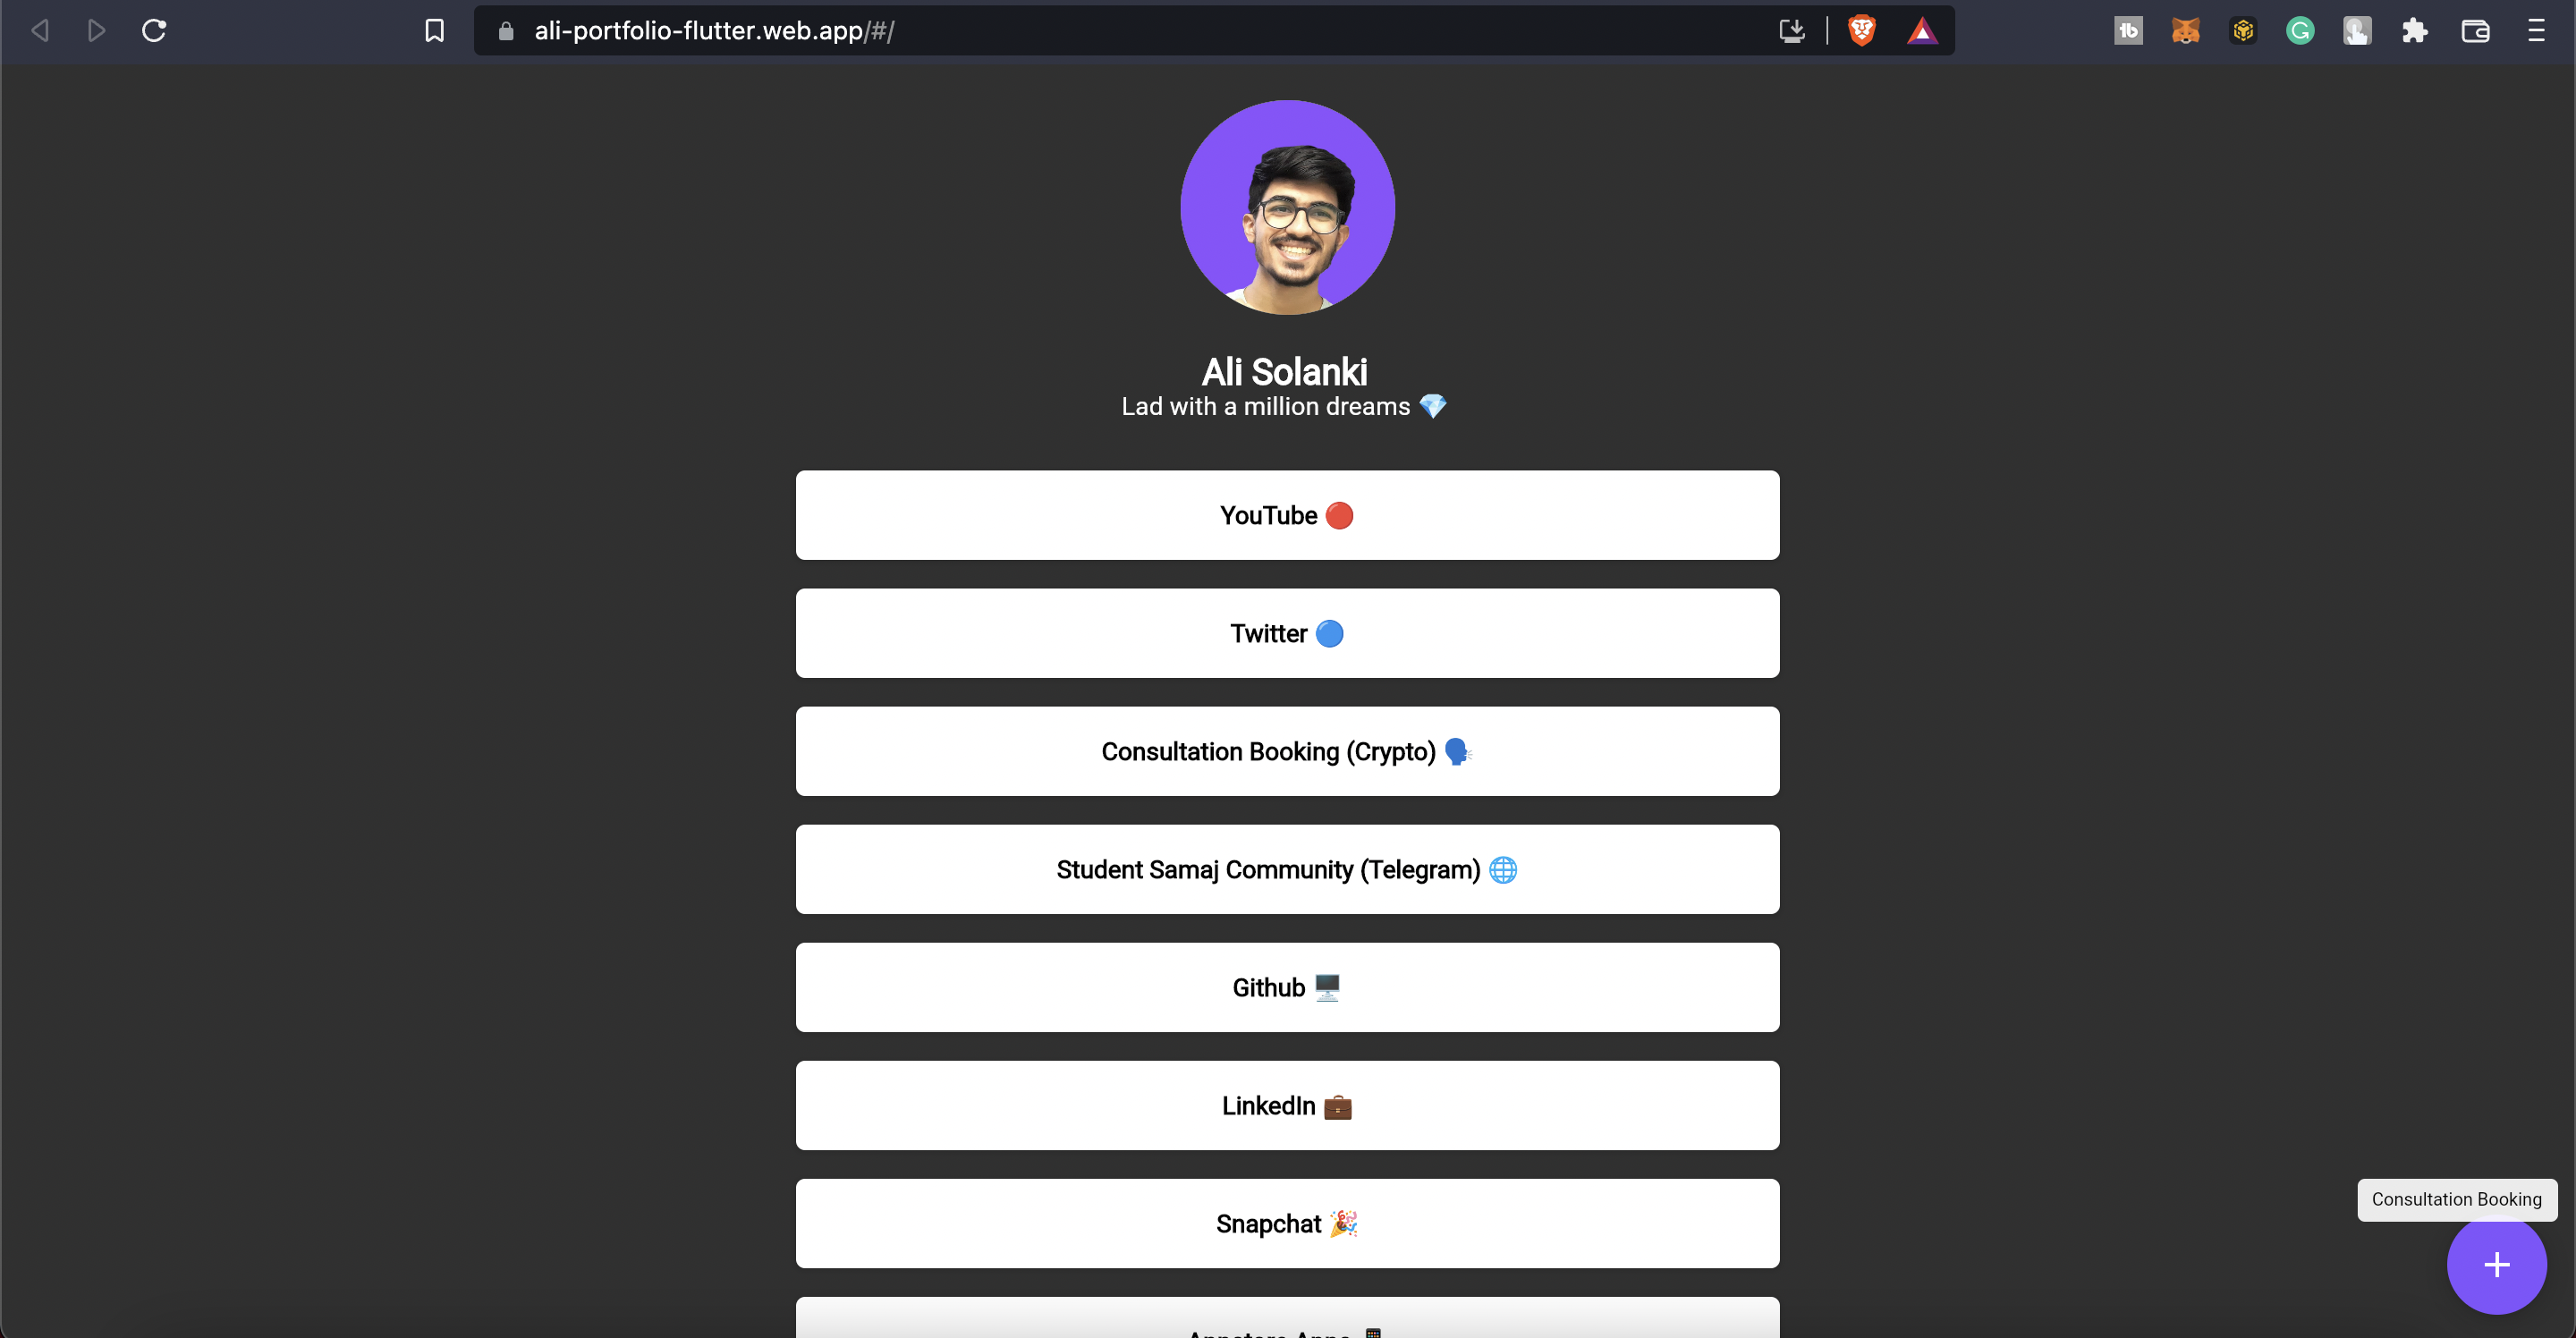 ali-portfolio-flutter.web.app/#/
tb
G
Ali Solanki
Lad with a million dreams 💎
YouTube 🔴
Twitter 🔵
Consultation Booking (Crypto) 🗣️
Student Samaj Community (Telegram) 🌐
Github 🖥️
LinkedIn 💼
Snapchat 🎉
Consultation Booking
+